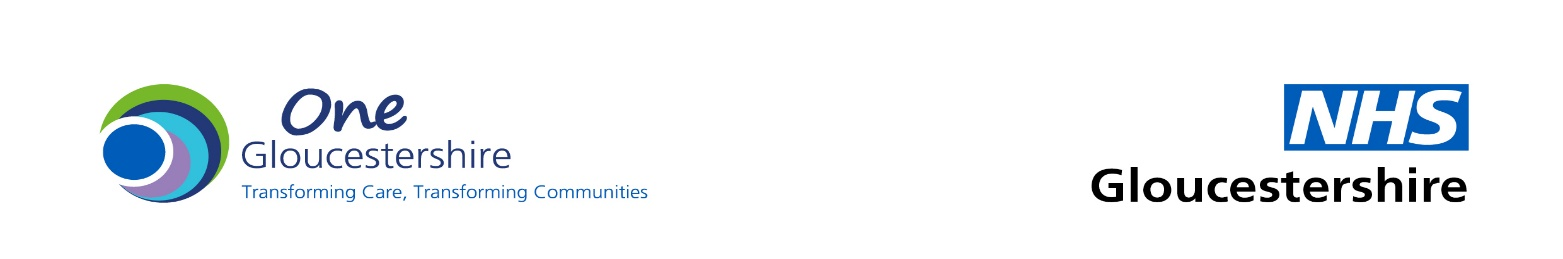 One
Gloucestershire
Transforming Care, Transforming Communities
NHS
Gloucestershire